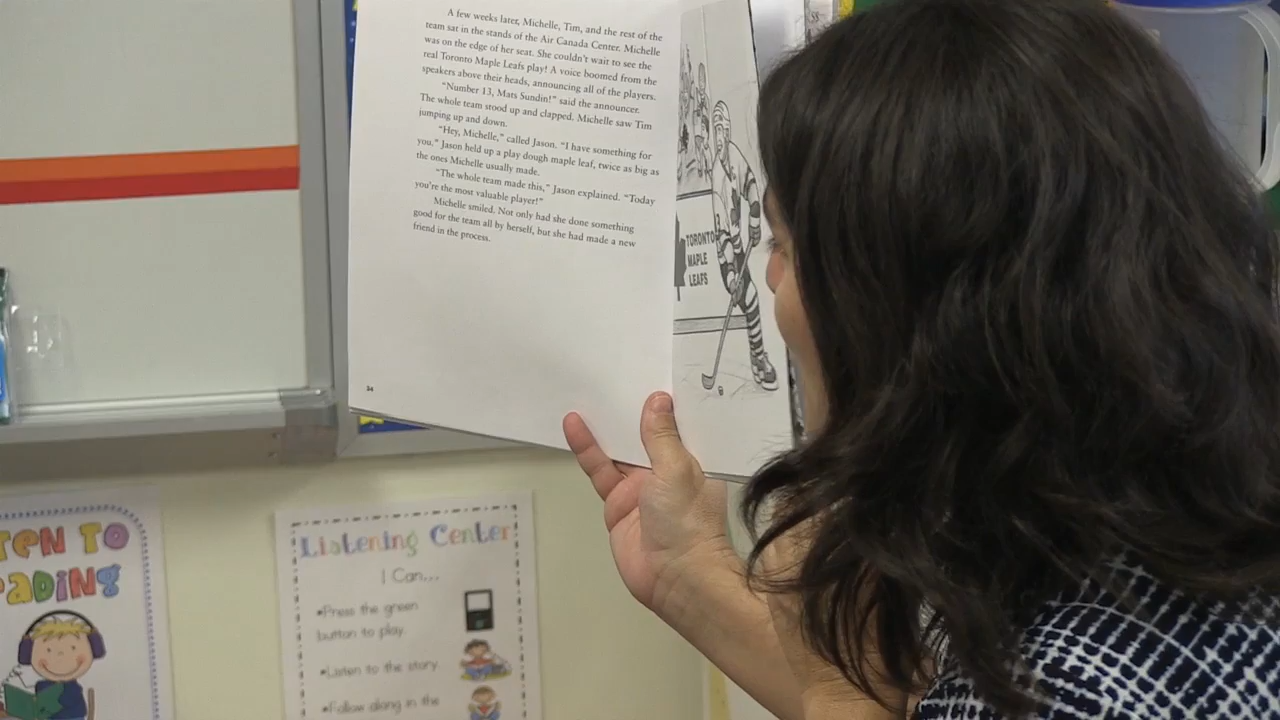 A few weeks later, Michelle, Tim, and the rest of the
team sat in the stands of the Air Canada Center. Michelle
was on the edge of her seat. She couldn't wait to see the
real Toronto Maple Leafs play! A voice boomed from the
speakers above their heads, announcing all of the players.
"Number 13, Mats Sundin!" said the announcer.
The whole team stood up and clapped. Michelle saw Tim
jumping up and down.
"Hey, Michelle," called Jason. "I have something for
you." Jason held up a play dough maple leaf, twice as big as
the ones Michelle usually made.
"The whole team made this," Jason explained. "Today
you're the most valuable player!"
Michelle smiled. Not only had she done something
good for the team all by herself, but she had made a new
friend in the process.
54
TORONTO
MAPLE
LEAFS
TEN TO
ADING
Listening Center
I Can...
•Press the green
button to play.
•Listen to the story.
•Follow along in the